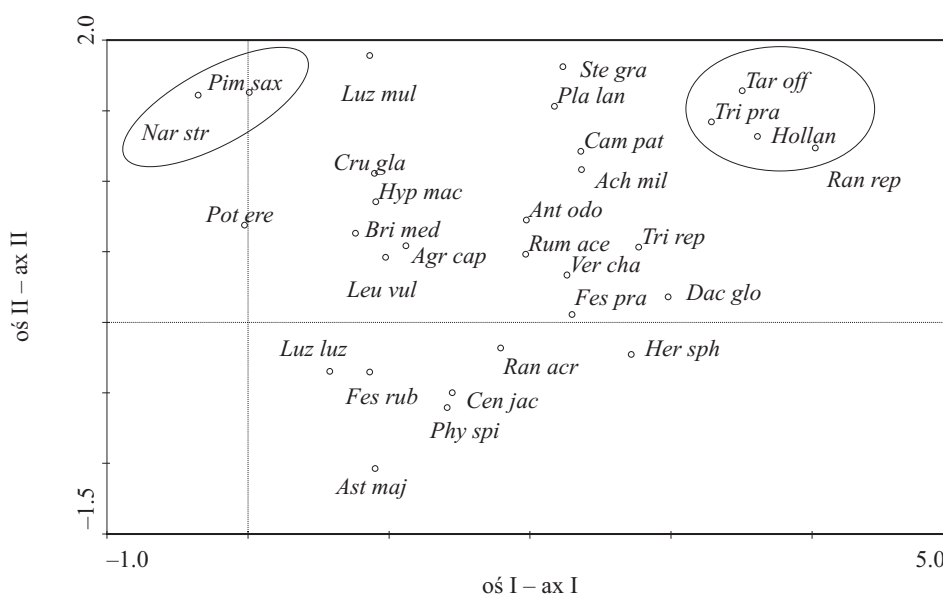 2.0
Ste gra
Pim sax
Tar off
Luz mul
Pla lan
Tri pra
Nar str
Cam pat
Hollan
Cru gla
Ach mil
Ran rep
Hyp mac
Pot ere
Ant odo
Bri med
Rum ace
Tri rep
Agr cap
Ver cha
Leu vul
Fes pra
Dac glo
oś II – ax II
Luz luz
Ran acr
Her sph
Fes rub
Cen jac
Phy spi
Ast maj
–1.5
–1.0
5.0
oś I – ax I